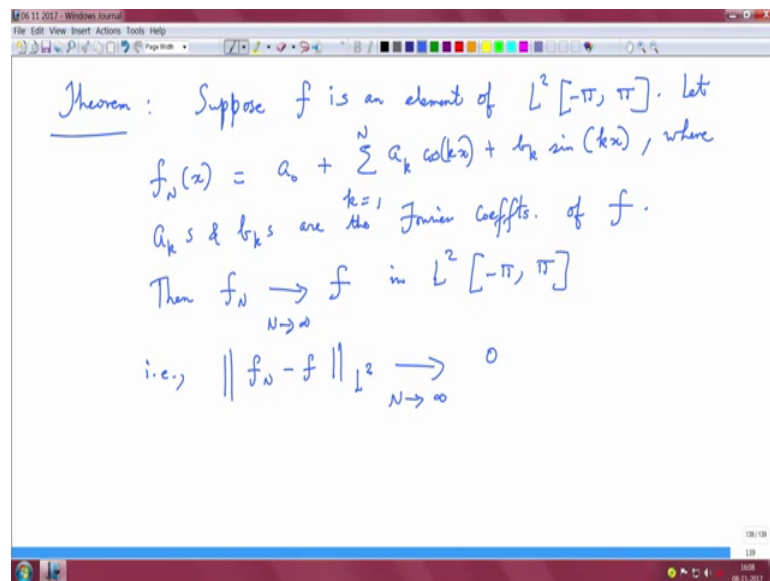 06 11 2017 - Windows Journal
File Edit View Insert Actions Tools Help
Page Width
Theorem : Suppose f is an element of L² [-π, π]. Let
f_N(x) = a₀ + Σ_{k=1}^{N} a_k cos(kx) + b_k sin(kx), where
a_k s & b_k s are the Fourier coeffts. of f.
Then f_N ⟶_{N→∞} f in L² [-π, π]
i.e., || f_N - f ||_{L²} ⟶_{N→∞} 0
139/139
139
16:08
08-11-2017